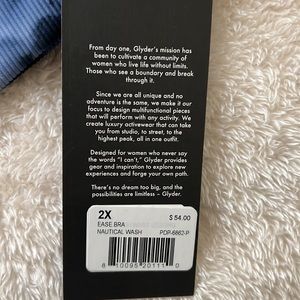 From day one, Glyder's mission has
been to cultivate a community of
women who live life without limits.
Those who see a boundary and break
through it.
Since we are all unique and no
adventure is the same, we make it our
focus to design multifunctional pieces
that will perform with any activity. We
create luxury activewear that can take
you from studio, to street, to the
highest peak, all in one outfit.
Designed for women who never say
the words "I can't," Glyder provides
gear and inspiration to explore new
experiences and forge your own path.
There's no dream too big, and the
possibilities are limitless – Glyder.
2X $ 54.00
EASE BRA
NAUTICAL WASH PDP-6862-P
8 10095 20111 0